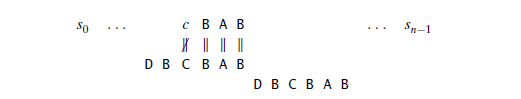 s₀ ... c B A B ... sₙ₋₁
∦ ∥ ∥ ∥
D B C B A B
D B C B A B